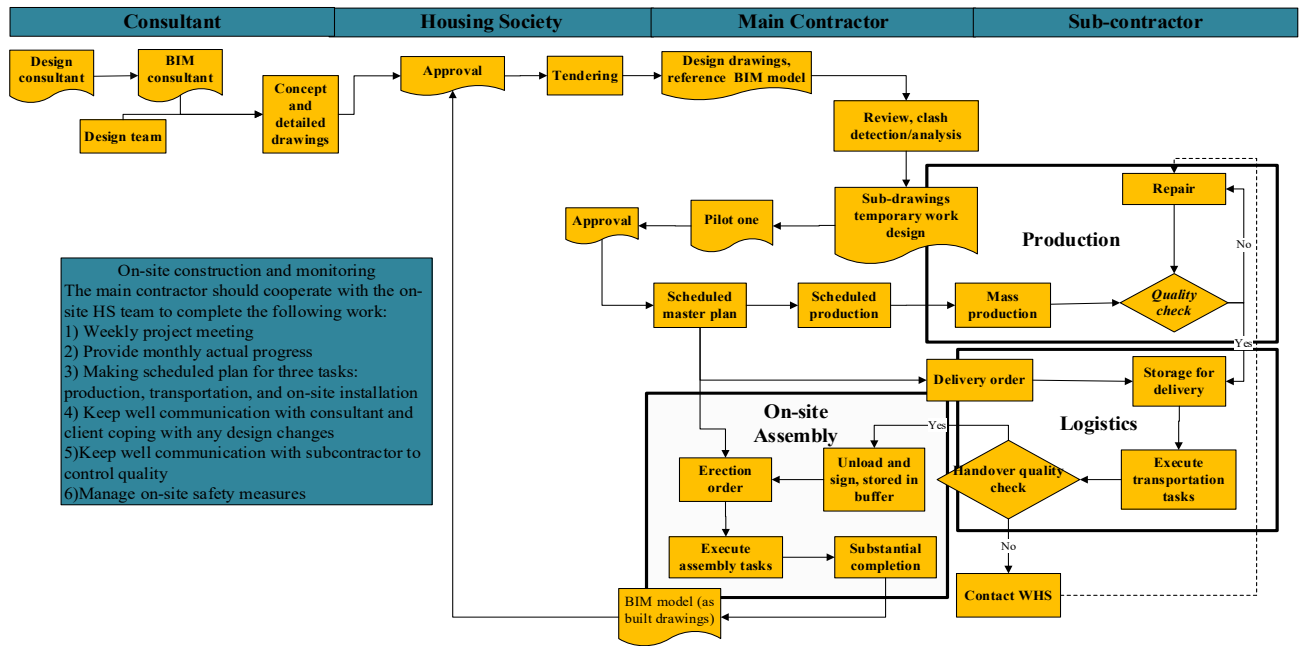 Consultant
Housing Society
Main Contractor
Sub-contractor
Design
consultant
BIM
consultant
Design team
Concept
and
detailed
drawings
Approval
Tendering
Design drawings,
reference BIM model
Review, clash
detection/analysis
Sub-drawings
temporary work
design
Pilot one
Approval
Production
Repair
No
Quality
check
Yes
Scheduled
master plan
Scheduled
production
Mass
production
On-site construction and monitoring
The main contractor should cooperate with the on-
site HS team to complete the following work:
1) Weekly project meeting
2) Provide monthly actual progress
3) Making scheduled plan for three tasks:
production, transportation, and on-site installation
4) Keep well communication with consultant and
client coping with any design changes
5)Keep well communication with subcontractor to
control quality
6)Manage on-site safety measures
Delivery order
Storage for
delivery
Logistics
On-site
Assembly
Yes
Erection
order
Unload and
sign, stored in
buffer
Handover quality
check
Execute
transportation
tasks
No
Execute
assembly tasks
Substantial
completion
Contact WHS
BIM model (as
built drawings)